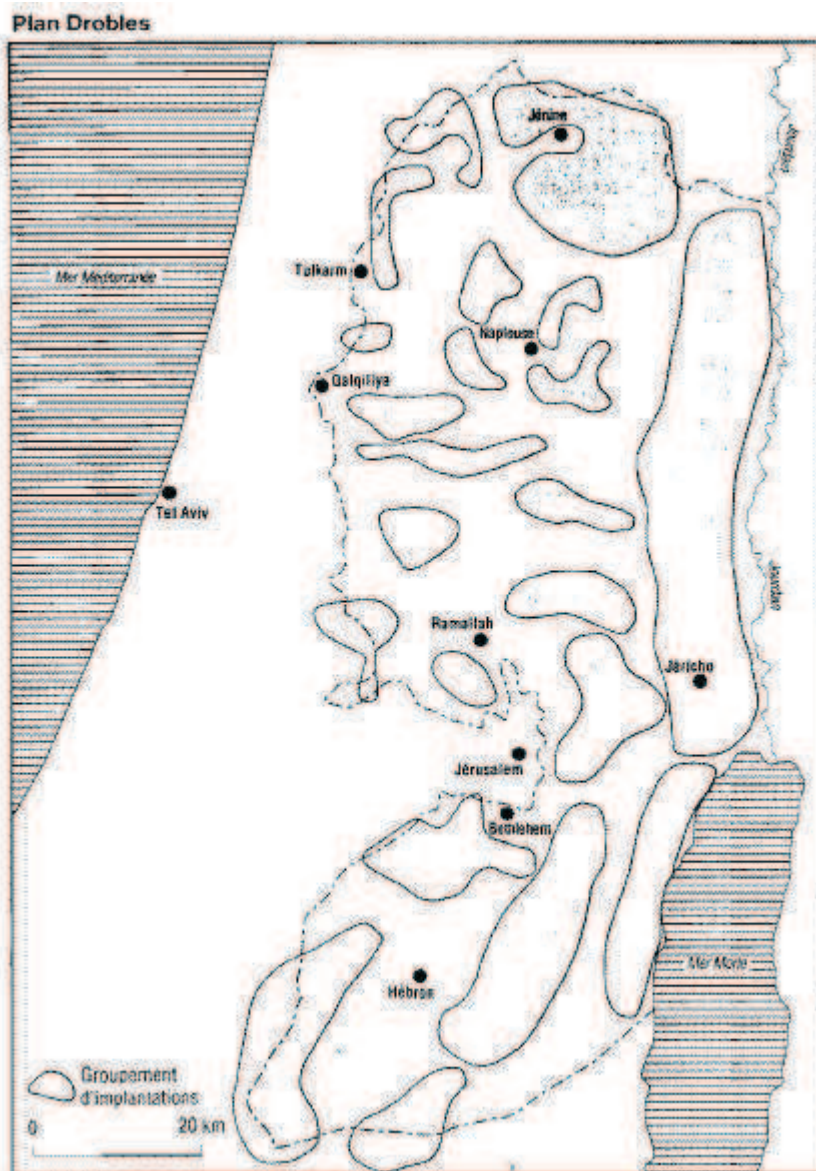 Plan Drobles
Jénine
Tulkarm
Mer Méditerranée
Naplouse
Qalqiliya
Tel Aviv
Jourdain
Ramallah
Jéricho
Jérusalem
Bethlehem
Mer Morte
Hébron
Groupement
d'implantations
0 20 km